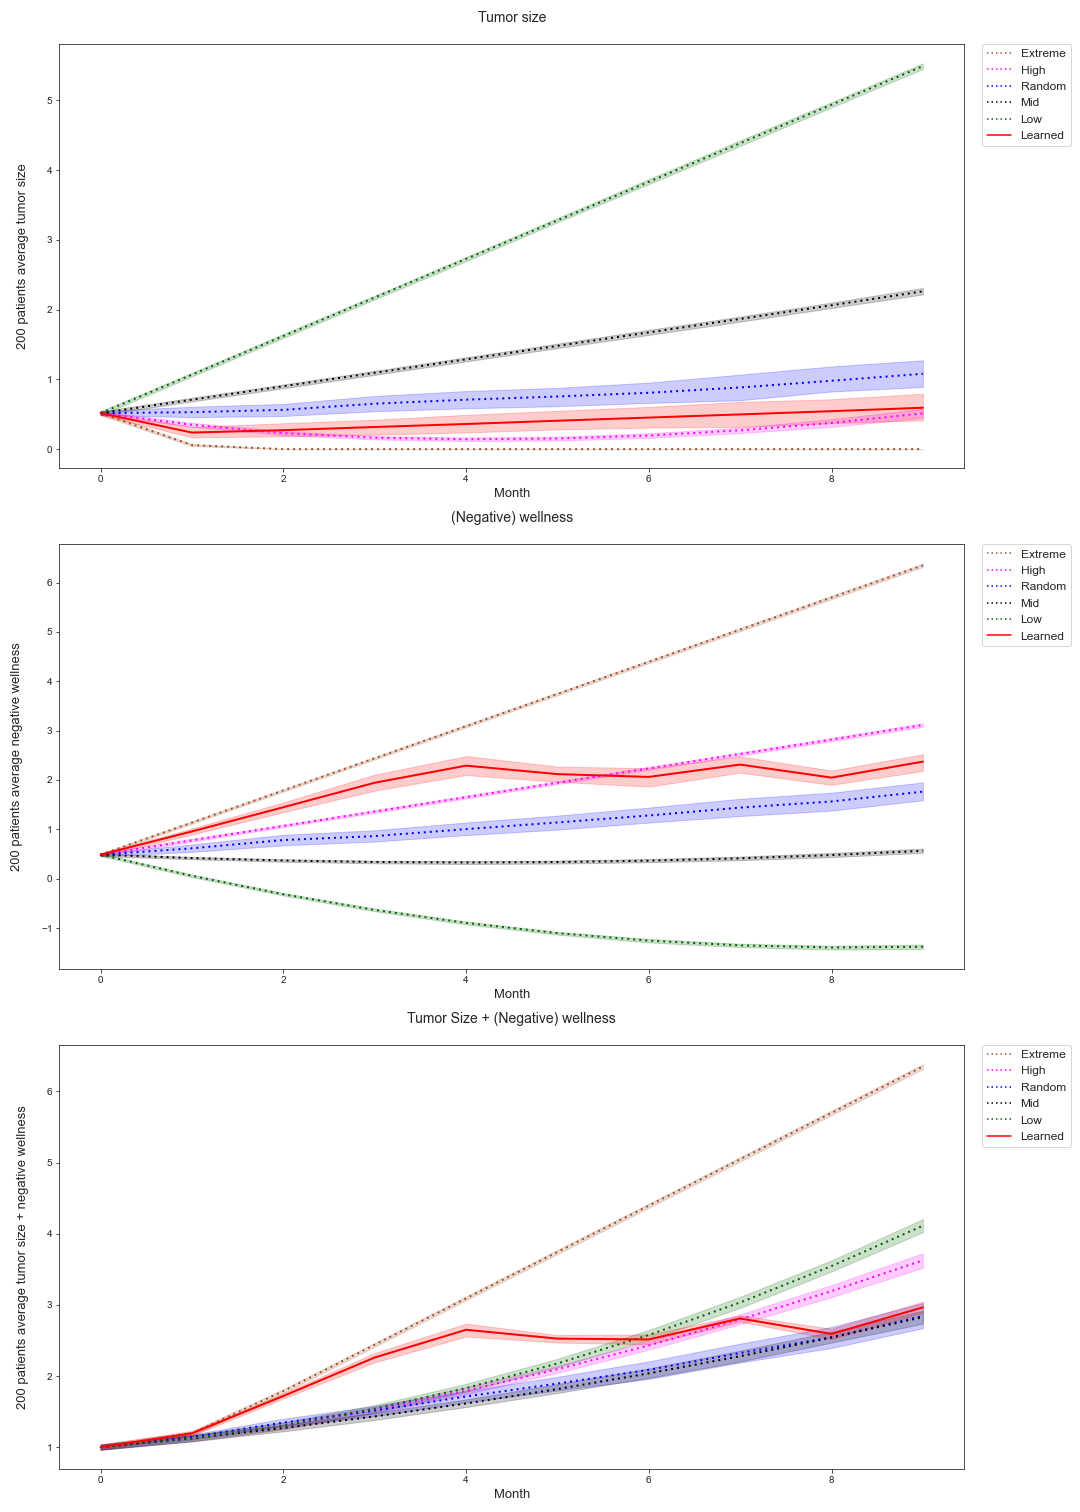 Tumor size
200 patients average tumor size
5
4
3
2
1
0
0 2 4 6 8
Month
Extreme
High
Random
Mid
Low
Learned
(Negative) wellness
200 patients average negative wellness
6
5
4
3
2
1
0
−1
0 2 4 6 8
Month
Extreme
High
Random
Mid
Low
Learned
Tumor Size + (Negative) wellness
200 patients average tumor size + negative wellness
6
5
4
3
2
1
0 2 4 6 8
Month
Extreme
High
Random
Mid
Low
Learned